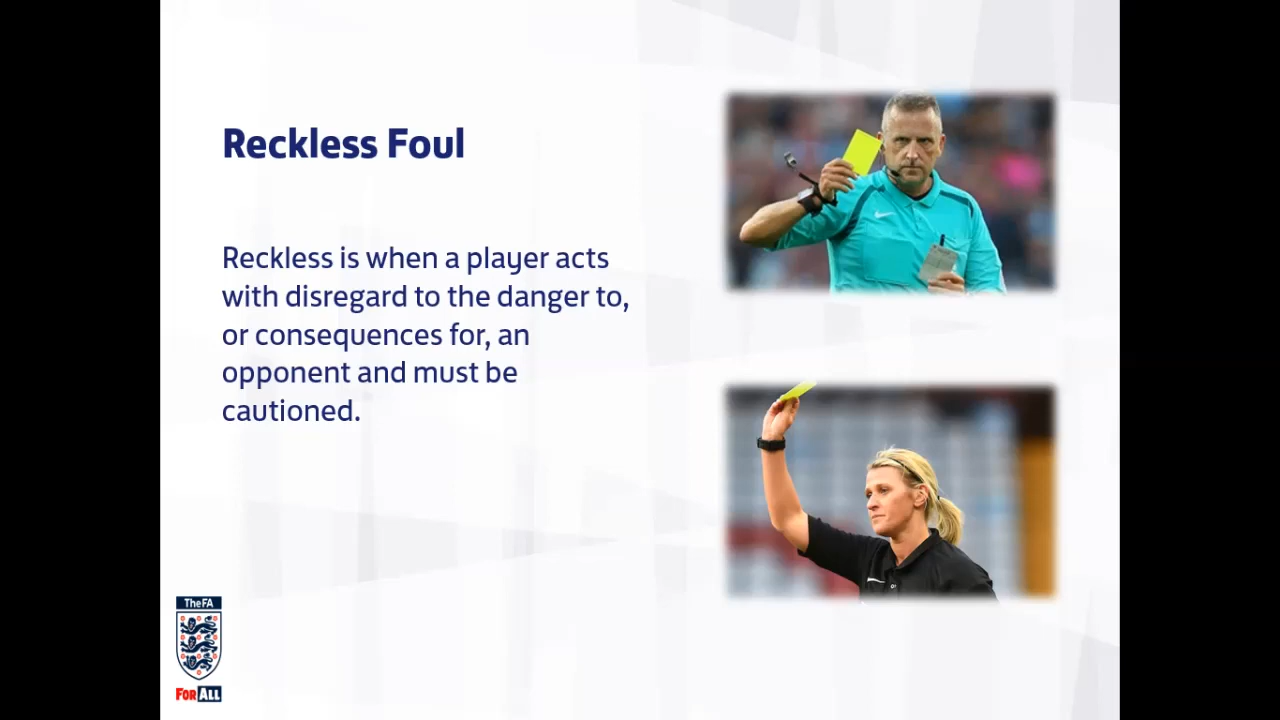 Reckless Foul
Reckless is when a player acts
with disregard to the danger to,
or consequences for, an
opponent and must be
cautioned.
The FA
FOR ALL